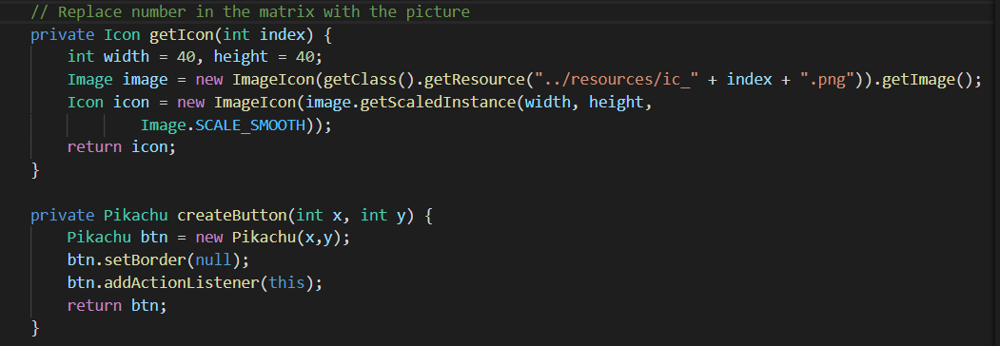 // Replace number in the matrix with the picture
private Icon getIcon(int index) {
    int width = 40, height = 40;
    Image image = new ImageIcon(getClass().getResource("../resources/ic_" + index + ".png")).getImage();
    Icon icon = new ImageIcon(image.getScaledInstance(width, height,
            Image.SCALE_SMOOTH));
    return icon;
}

private Pikachu createButton(int x, int y) {
    Pikachu btn = new Pikachu(x,y);
    btn.setBorder(null);
    btn.addActionListener(this);
    return btn;
}